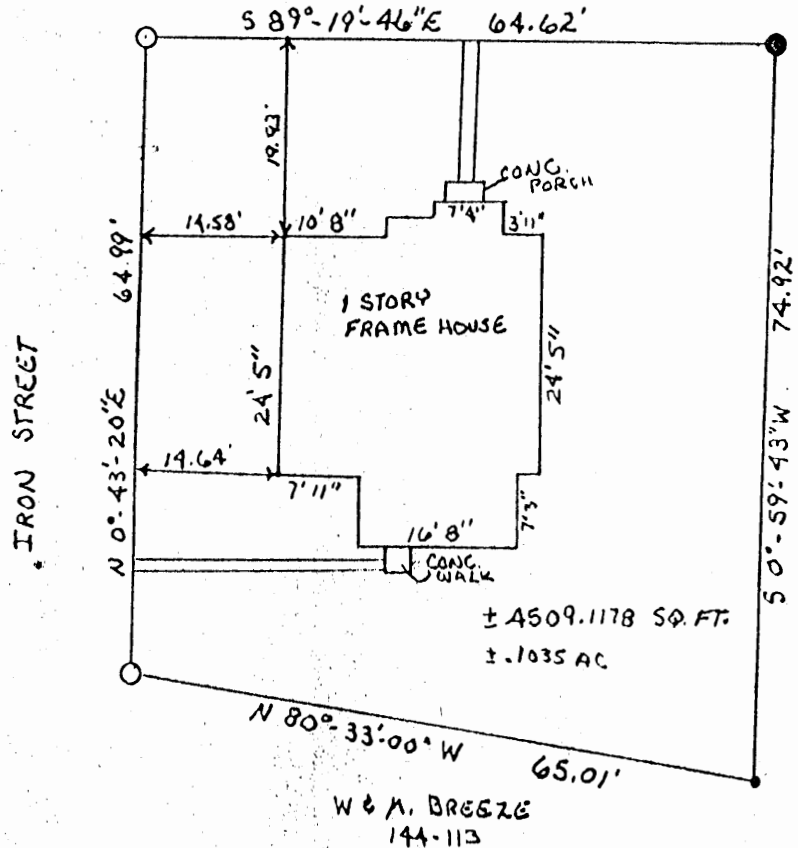 S 89°-19'-46"E 64.62'
19.93'
CONC.
PORCH
7'4"
3'11"
14.58'
10'8"
64.99'
1 STORY
FRAME HOUSE
74.92'
IRON STREET
24'5"
24'5"
14.64'
7'11"
N 0°-43'-20"E
7'3"
S 0°-59'-43"W
16'8"
CONC.
WALK
± 4509.1178 SQ. FT.
± .1035 AC
N 80°-33'-00" W
65.01'
W & A. BREEZE
144-113